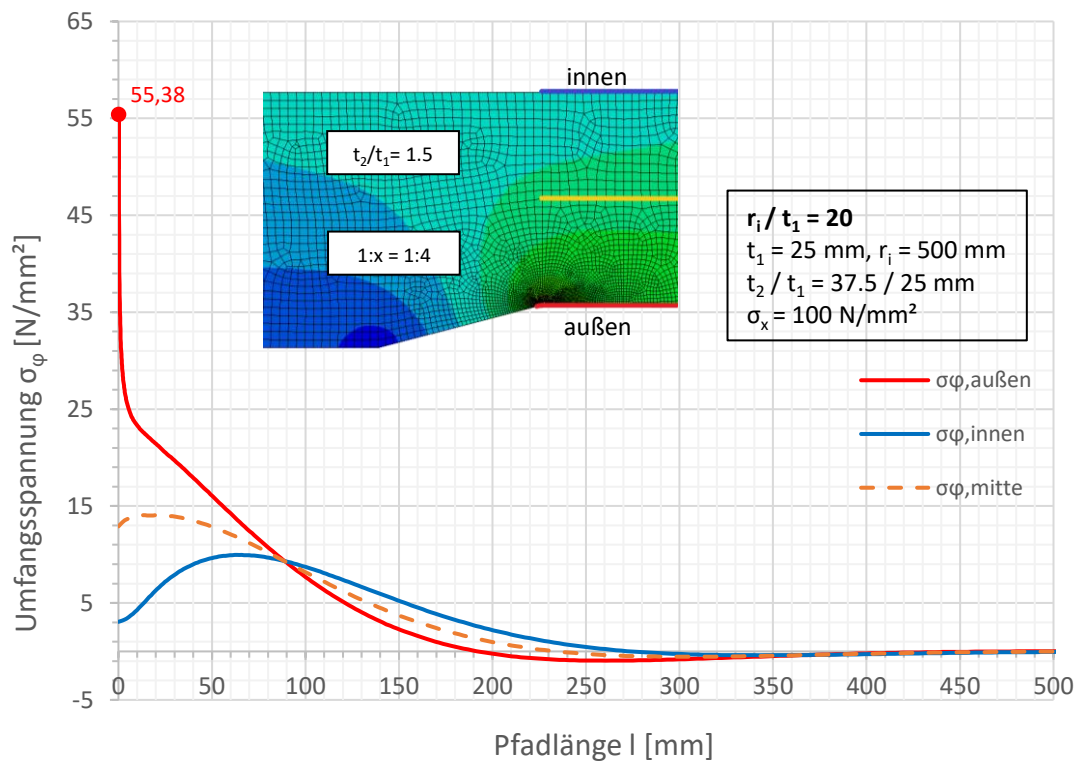 65
55
45
35
25
15
5
-5
Umfangsspannung σφ [N/mm²]
55,38
innen
t2/t1= 1.5
1:x = 1:4
außen
ri / t1 = 20
t1 = 25 mm, ri = 500 mm
t2 / t1 = 37.5 / 25 mm
σx = 100 N/mm²
σφ,außen
σφ,innen
σφ,mitte
0 50 100 150 200 250 300 350 400 450 500
Pfadlänge l [mm]